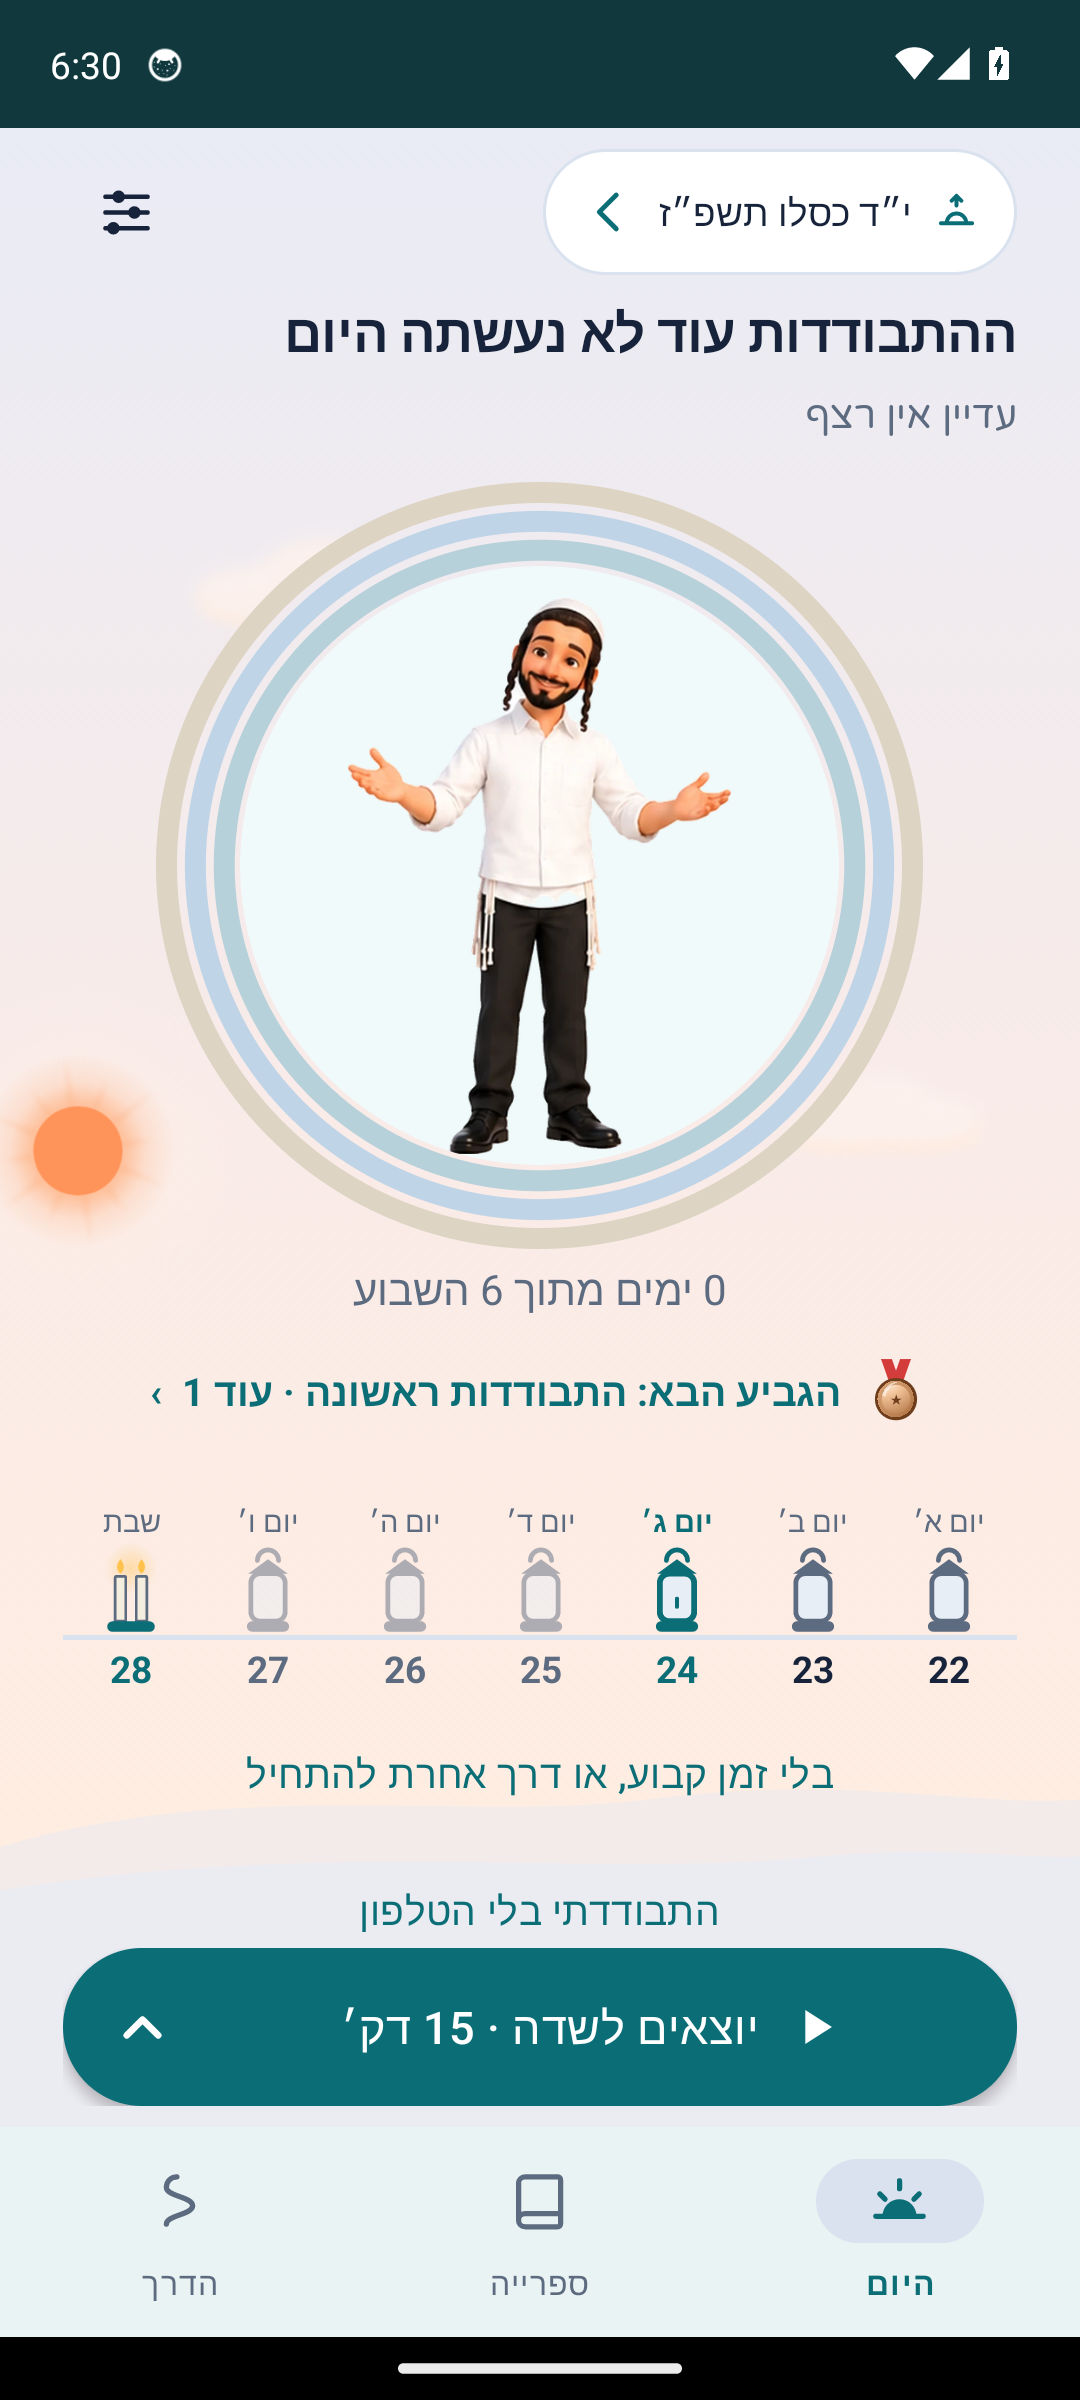 6:30
י״ד כסלו תשפ״ז
ההתבודדות עוד לא נעשתה היום
עדיין אין רצף
0 ימים מתוך 6 השבוע
הגביע הבא: התבודדות ראשונה · עוד 1 ›
יום א׳ יום ב׳ יום ג׳ יום ד׳ יום ה׳ יום ו׳ שבת
22 23 24 25 26 27 28
בלי זמן קבוע, או דרך אחרת להתחיל
התבודדתי בלי הטלפון
יוצאים לשדה · 15 דק׳
היום ספרייה הדרך